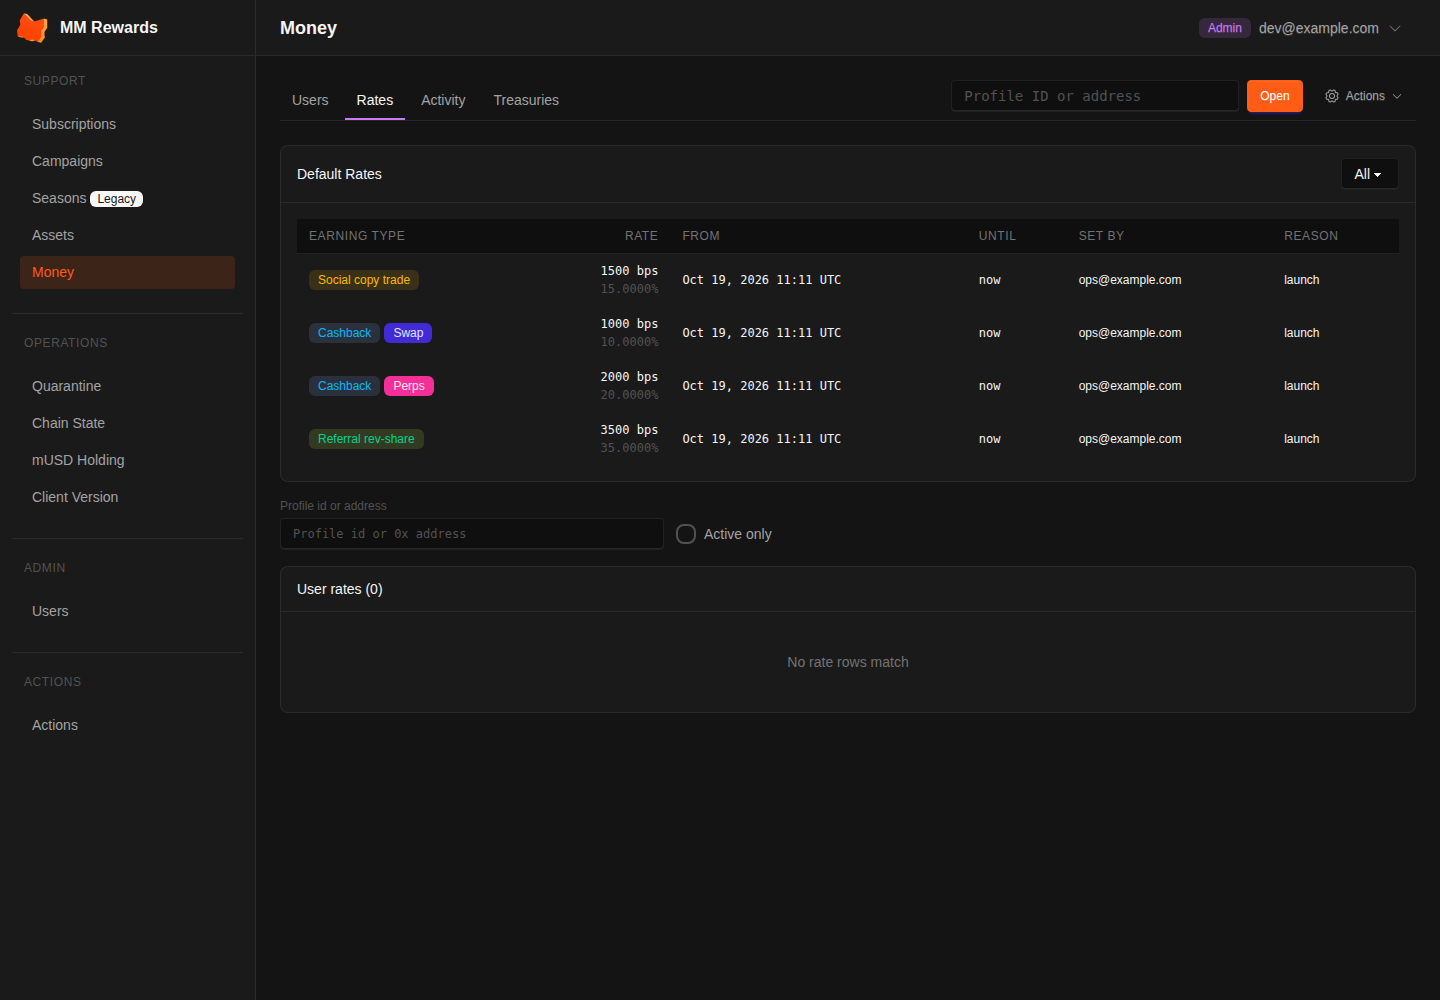 MM Rewards
Money
Admin dev@example.com
SUPPORT
Subscriptions
Campaigns
Seasons Legacy
Assets
Money
OPERATIONS
Quarantine
Chain State
mUSD Holding
Client Version
ADMIN
Users
ACTIONS
Actions
Users Rates Activity Treasuries
Profile ID or address Open Actions
Default Rates All
EARNING TYPE RATE FROM UNTIL SET BY REASON
Social copy trade 1500 bps Oct 19, 2026 11:11 UTC now ops@example.com launch
15.0000%
Cashback Swap 1000 bps Oct 19, 2026 11:11 UTC now ops@example.com launch
10.0000%
Cashback Perps 2000 bps Oct 19, 2026 11:11 UTC now ops@example.com launch
20.0000%
Referral rev-share 3500 bps Oct 19, 2026 11:11 UTC now ops@example.com launch
35.0000%
Profile id or address
Profile id or 0x address Active only
User rates (0)
No rate rows match